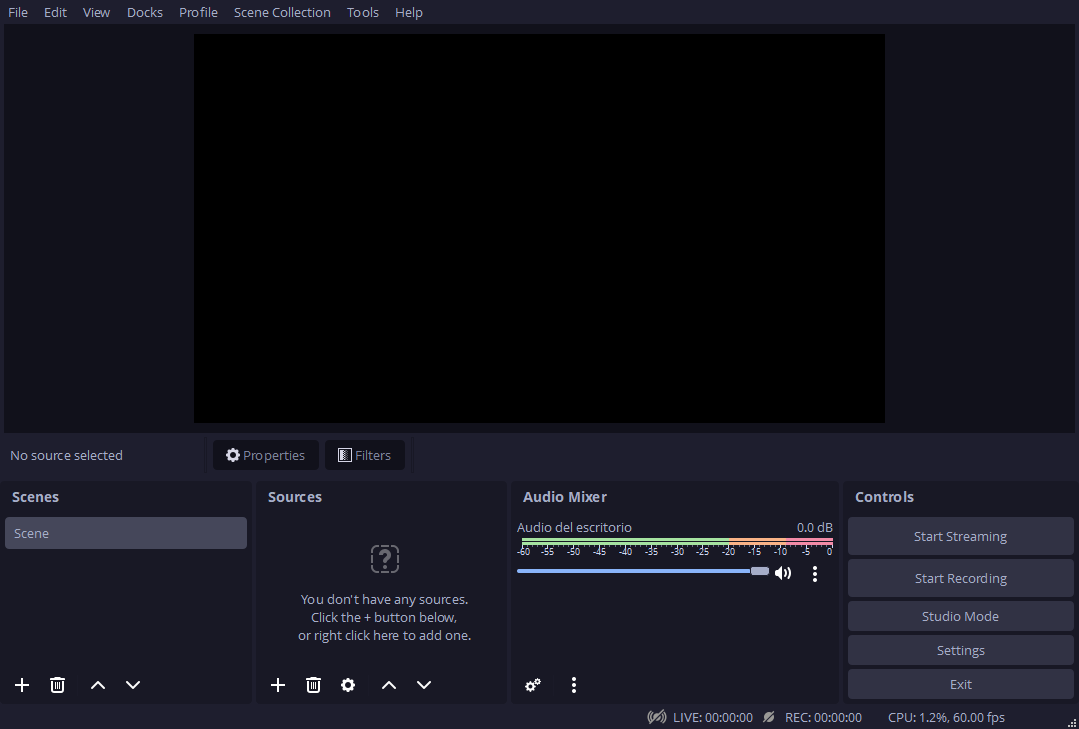 File Edit View Docks Profile Scene Collection Tools Help
No source selected
Properties
Filters
Scenes
Scene
Sources
You don't have any sources.
Click the + button below,
or right click here to add one.
Audio Mixer
Audio del escritorio 0.0 dB
-60 -55 -50 -45 -40 -35 -30 -25 -20 -15 -10 -5 0
Controls
Start Streaming
Start Recording
Studio Mode
Settings
Exit
LIVE: 00:00:00 REC: 00:00:00 CPU: 1.2%, 60.00 fps